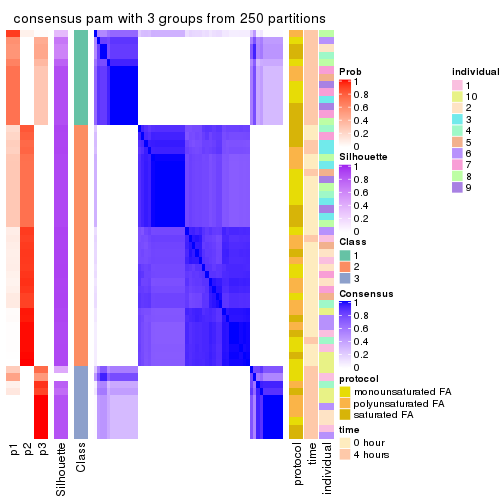 consensus pam with 3 groups from 250 partitions
Prob
1
0.8
0.6
0.4
0.2
0
Silhouette
1
0.8
0.6
0.4
0.2
0
Class
1
2
3
Consensus
1
0.8
0.6
0.4
0.2
0
protocol
monounsaturated FA
polyunsaturated FA
saturated FA
time
0 hour
4 hours
Individual
1
10
2
3
4
5
6
7
8
9
p1
p2
p3
Silhouette
Class
protocol
time
individual